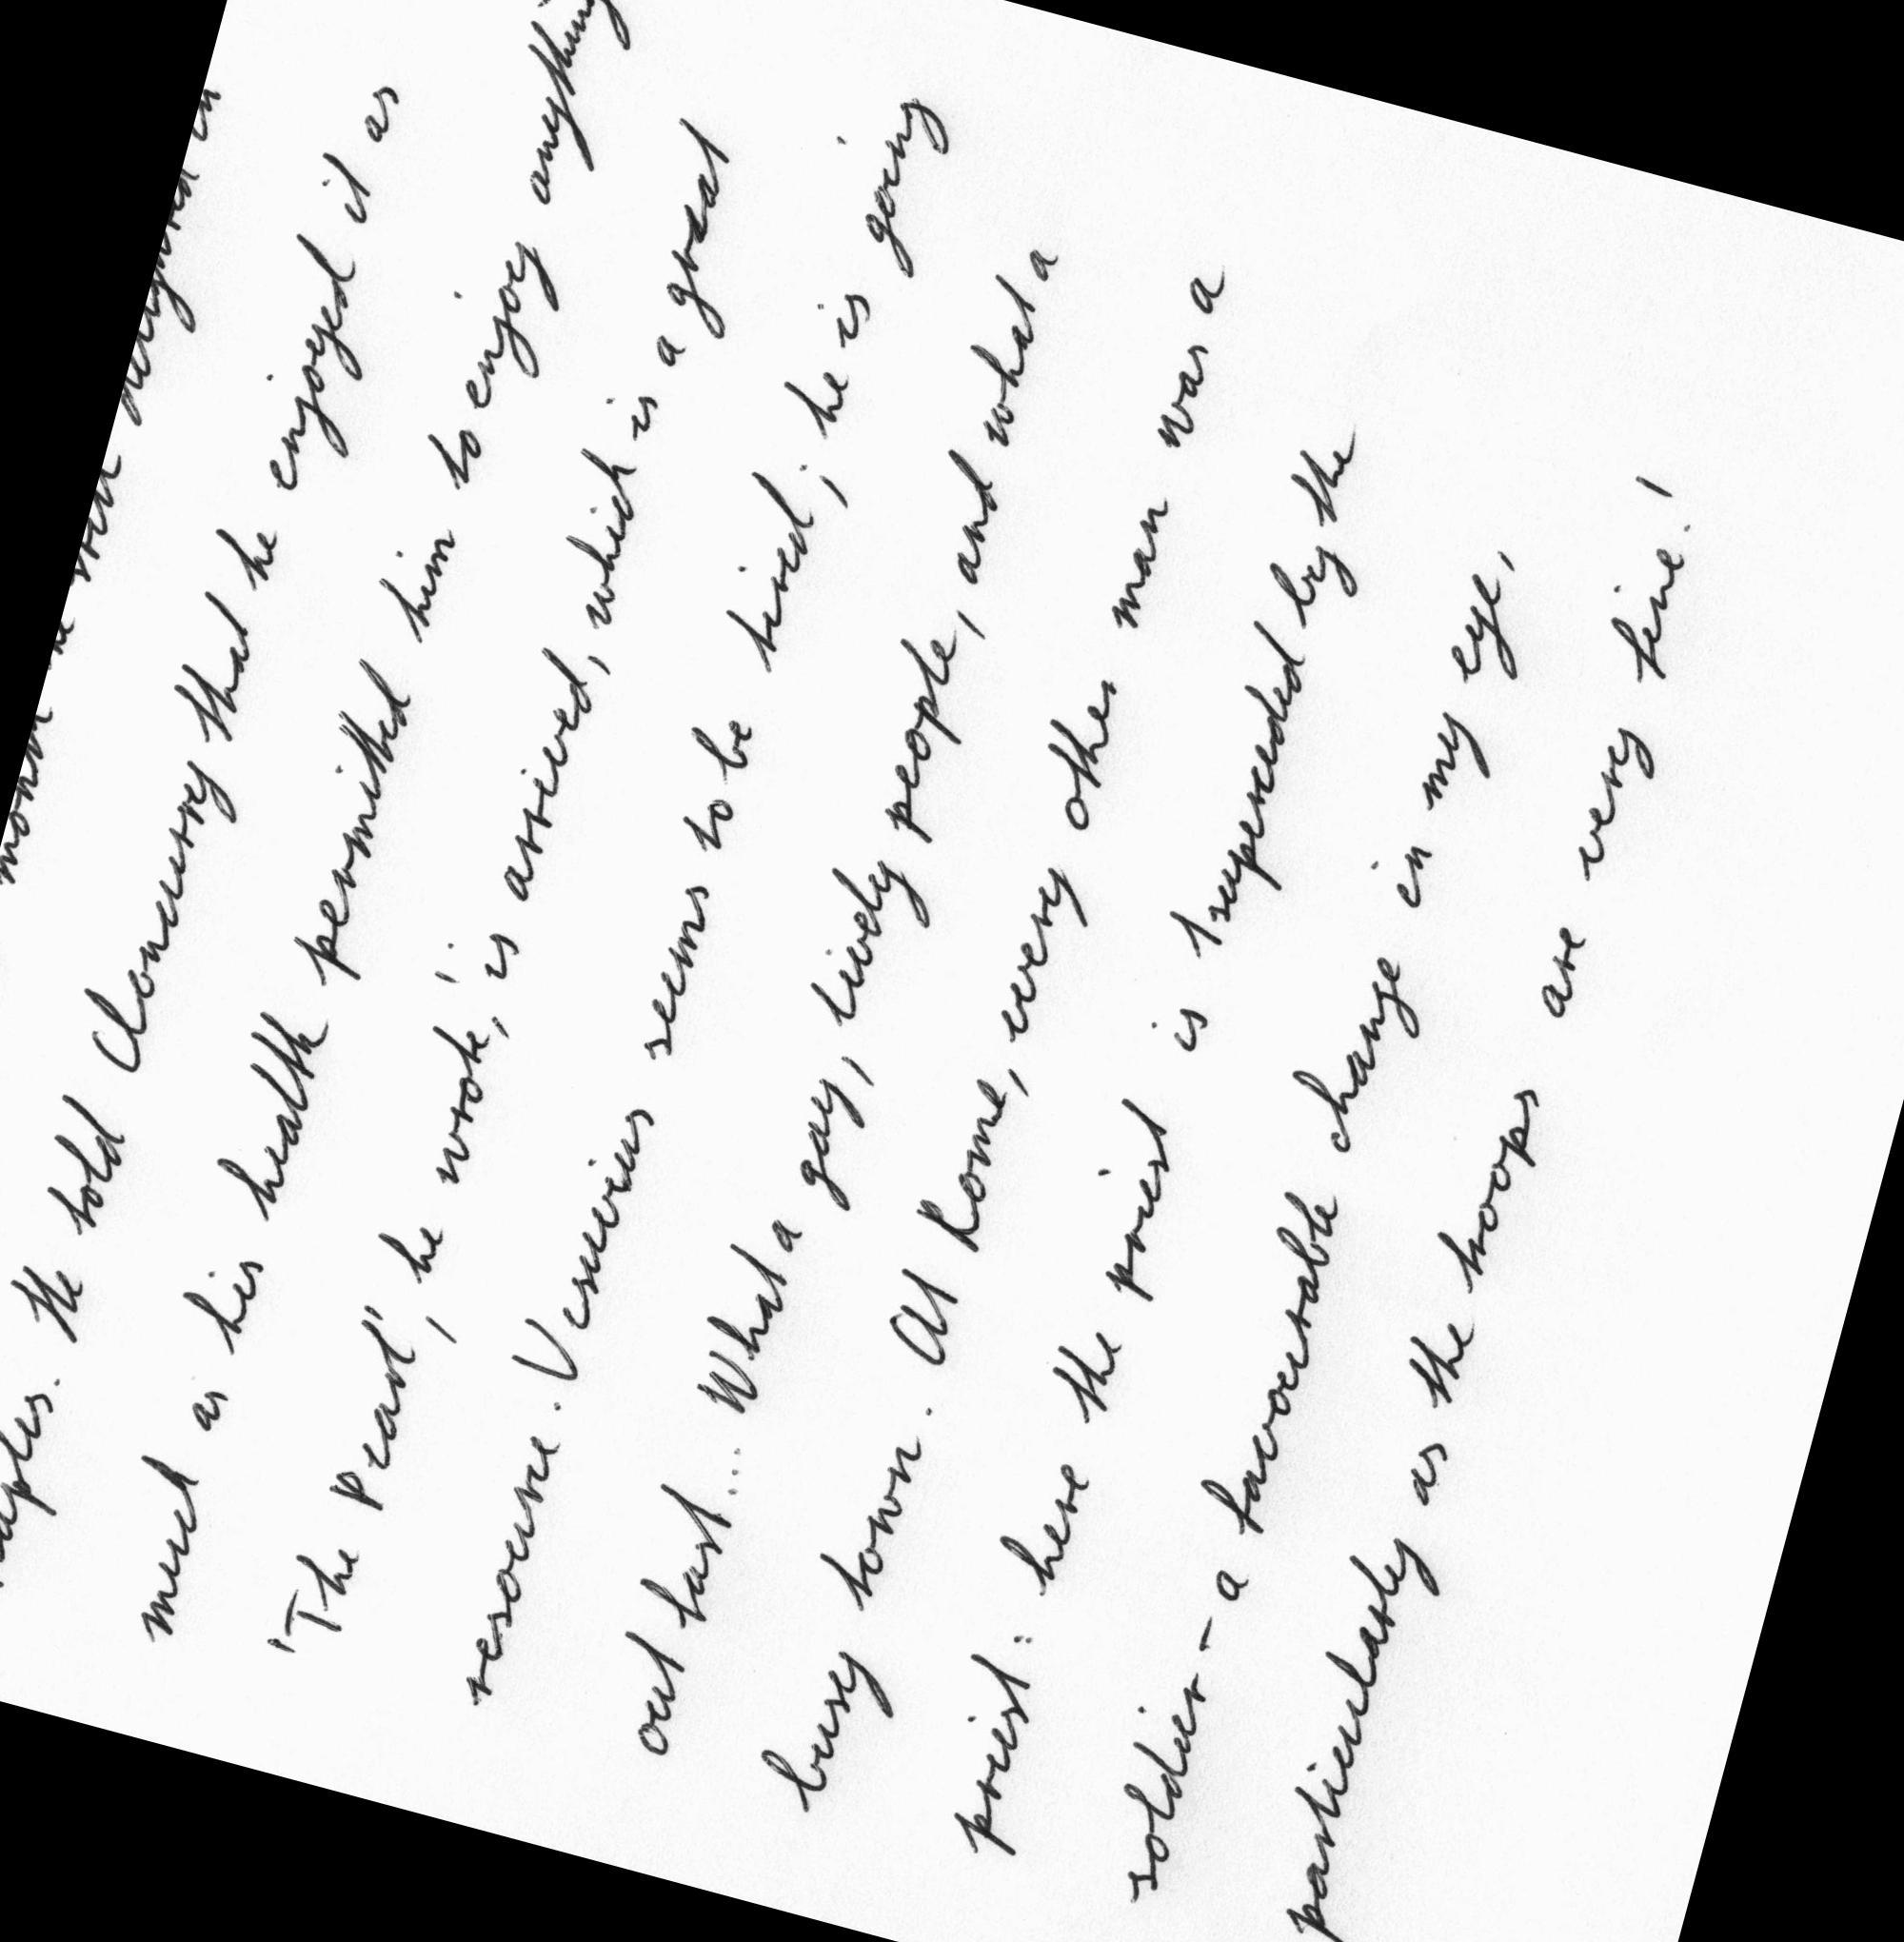 month
aples. He told Cloncurry that he enjoyed it as
much as his health permitted him to enjoy anything.
'The Pearl', he wrote, 'is arrived, which is a great
resource. Vesuvius seems to be tired; he is going
out fast... What a gay, lively people, and what a
busy town. At Rome, every other man was a
priest: here the priest is superseded by the
soldier - a favourable change in my eye,
particularly as the troops are very fine!